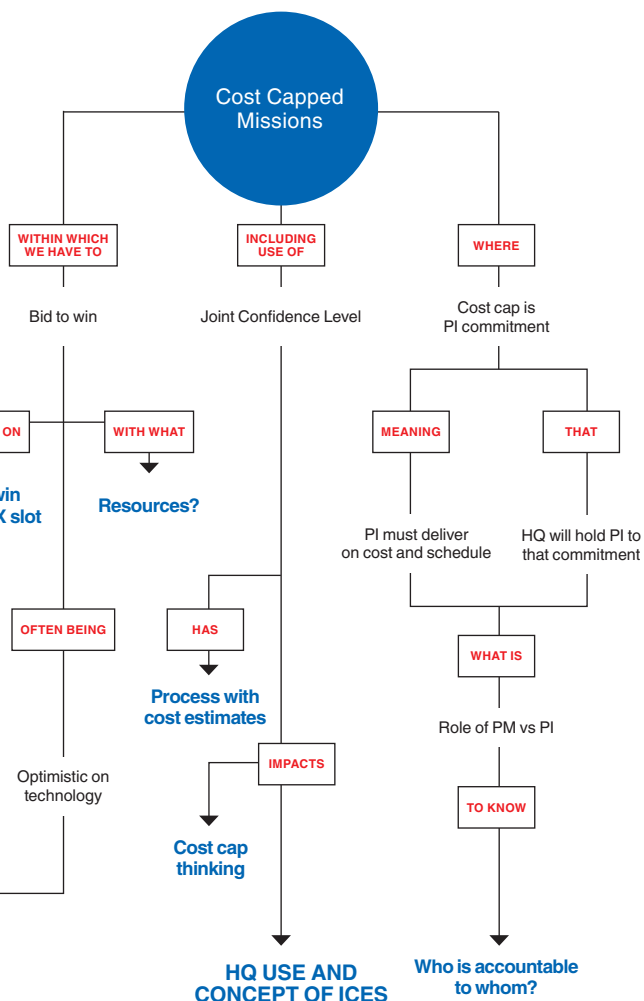 Cost Capped
Missions
WITHIN WHICH
WE HAVE TO
INCLUDING
USE OF
WHERE
Bid to win
Joint Confidence Level
Cost cap is
PI commitment
ON
WITH WHAT
MEANING
THAT
win
X slot
Resources?
PI must deliver
on cost and schedule
HQ will hold PI to
that commitment
OFTEN BEING
HAS
WHAT IS
Process with
cost estimates
Role of PM vs PI
Optimistic on
technology
IMPACTS
TO KNOW
Cost cap
thinking
HQ USE AND
CONCEPT OF ICES
Who is accountable
to whom?